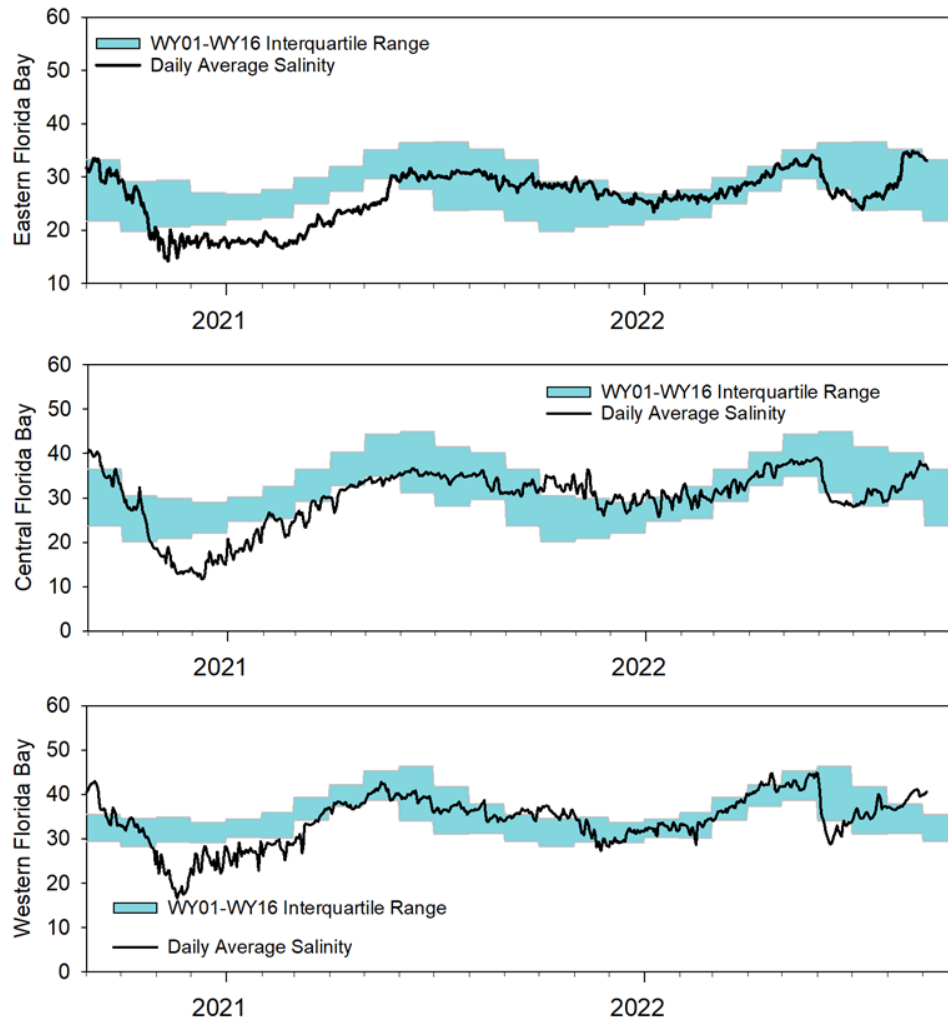 60
WY01-WY16 Interquartile Range
50
Daily Average Salinity
40
Eastern Florida Bay
30
20
10
2021
2022
60
WY01-WY16 Interquartile Range
50
Daily Average Salinity
40
Central Florida Bay
30
20
10
0
2021
2022
60
50
40
Western Florida Bay
30
20
WY01-WY16 Interquartile Range
10
Daily Average Salinity
0
2021
2022